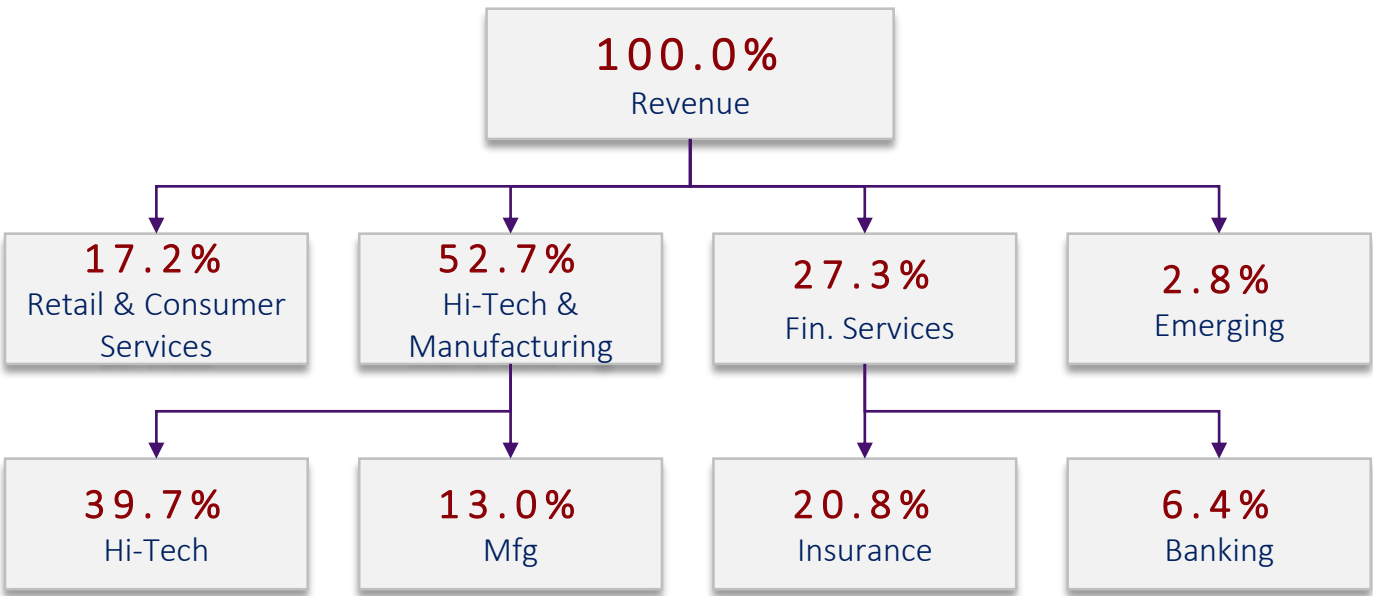 100.0%
Revenue
17.2%
Retail & Consumer
Services
52.7%
Hi-Tech &
Manufacturing
27.3%
Fin. Services
2.8%
Emerging
39.7%
Hi-Tech
13.0%
Mfg
20.8%
Insurance
6.4%
Banking